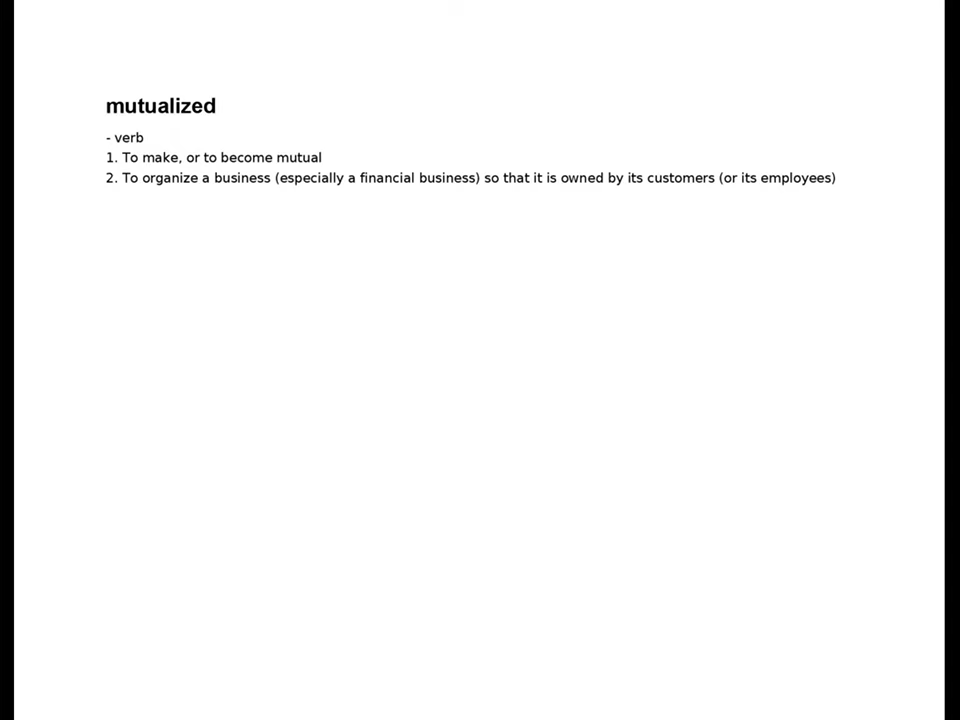 mutualized
- verb
1. To make, or to become mutual
2. To organize a business (especially a financial business) so that it is owned by its customers (or its employees)